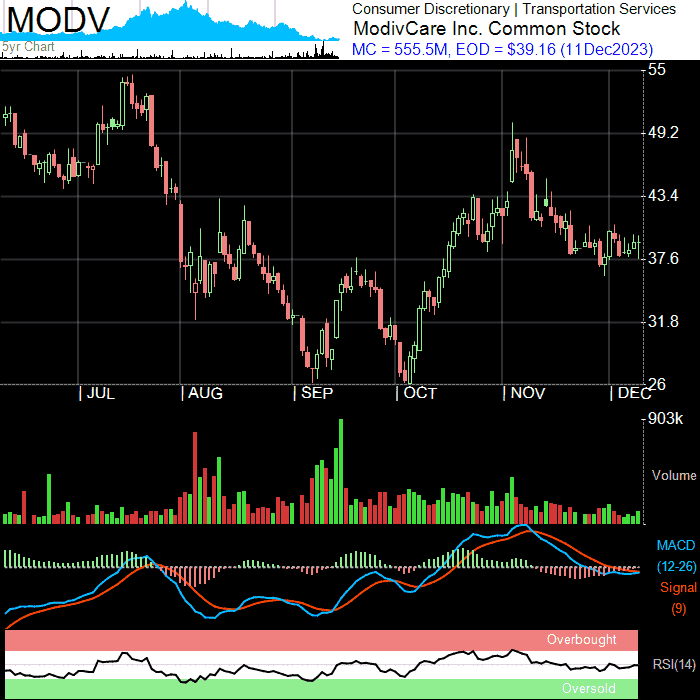 MODV
5yr Chart
Consumer Discretionary | Transportation Services
ModivCare Inc. Common Stock
MC = 555.5M, EOD = $39.16 (11Dec2023)
55
49.2
43.4
37.6
31.8
26
| JUL | AUG | SEP | OCT | NOV | DEC
903k
Volume
MACD
(12-26)
Signal
(9)
Overbought
RSI(14)
Oversold